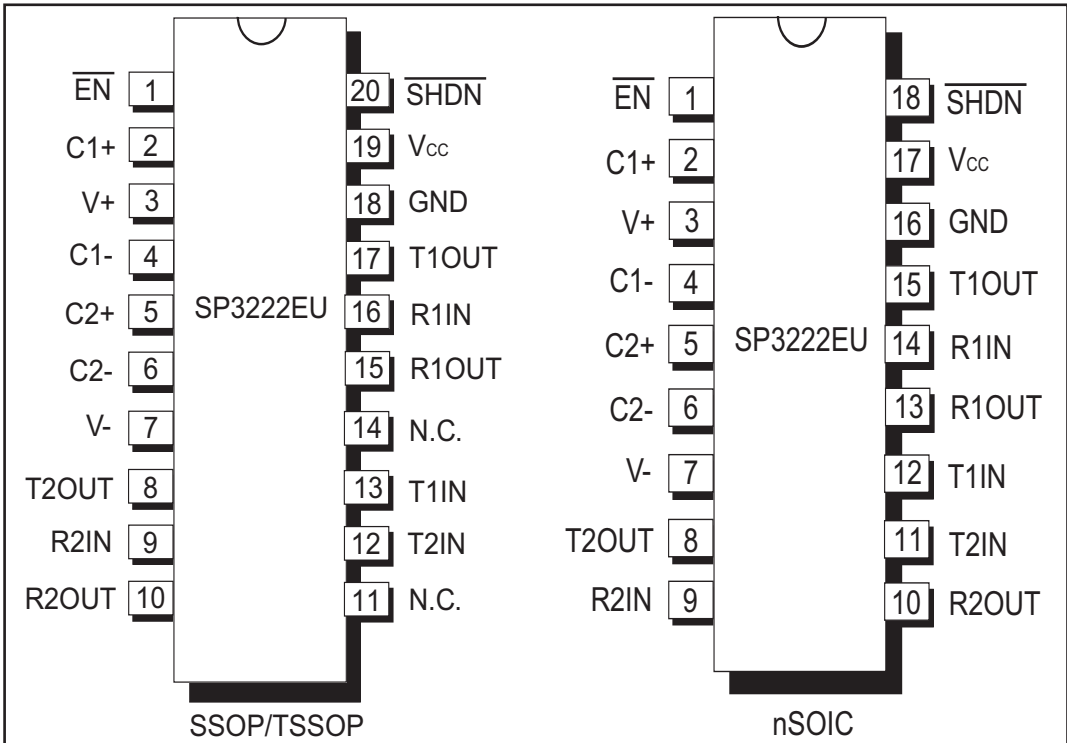 EN 1 20 SHDN
C1+ 2 19 Vcc
V+ 3 18 GND
C1- 4 17 T1OUT
C2+ 5 SP3222EU 16 R1IN
C2- 6 15 R1OUT
V- 7 14 N.C.
T2OUT 8 13 T1IN
R2IN 9 12 T2IN
R2OUT 10 11 N.C.
SSOP/TSSOP
EN 1 18 SHDN
C1+ 2 17 Vcc
V+ 3 16 GND
C1- 4 15 T1OUT
C2+ 5 SP3222EU 14 R1IN
C2- 6 13 R1OUT
V- 7 12 T1IN
T2OUT 8 11 T2IN
R2IN 9 10 R2OUT
nSOIC